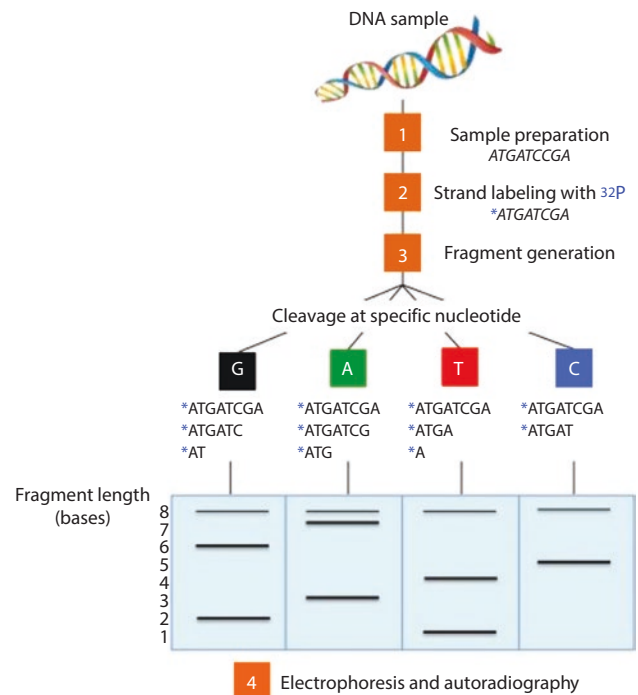 DNA sample
1
Sample preparation
ATGATCCGA
2
Strand labeling with 32P
*ATGATCGA
3
Fragment generation
Cleavage at specific nucleotide
G A T C
*ATGATCGA *ATGATCGA *ATGATCGA *ATGATCGA
*ATGATC *ATGATCG *ATGA *ATGAT
*AT *ATG *A
Fragment length
(bases)
8
7
6
5
4
3
2
1
4 Electrophoresis and autoradiography